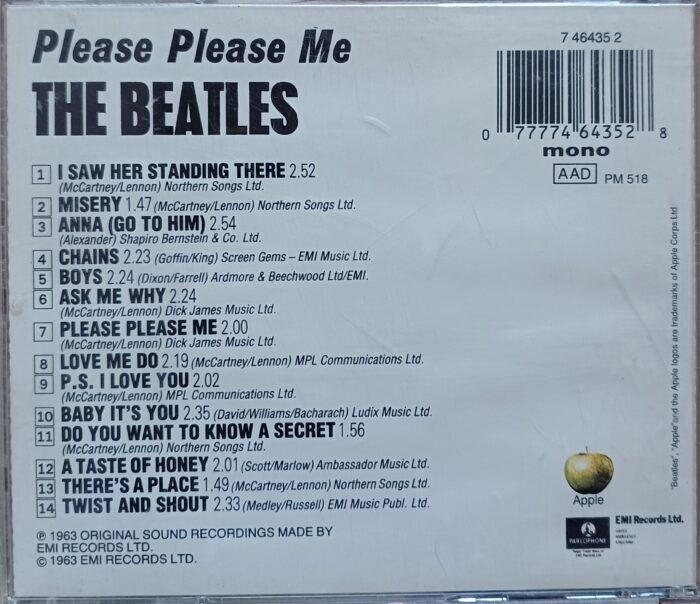 Please Please Me
THE BEATLES
7 46435 2
0 77774 64352 8
mono
AAD PM 518
1 I SAW HER STANDING THERE 2.52
(McCartney/Lennon) Northern Songs Ltd.
2 MISERY 1.47 (McCartney/Lennon) Northern Songs Ltd.
3 ANNA (GO TO HIM) 2.54
(Alexander) Shapiro Bernstein & Co. Ltd.
4 CHAINS 2.23 (Goffin/King) Screen Gems – EMI Music Ltd.
5 BOYS 2.24 (Dixon/Farrell) Ardmore & Beechwood Ltd/EMI.
6 ASK ME WHY 2.24
(McCartney/Lennon) Dick James Music Ltd.
7 PLEASE PLEASE ME 2.00
(McCartney/Lennon) Dick James Music Ltd.
8 LOVE ME DO 2.19 (McCartney/Lennon) MPL Communications Ltd.
9 P.S. I LOVE YOU 2.02
(McCartney/Lennon) MPL Communications Ltd.
10 BABY IT'S YOU 2.35 (David/Williams/Bacharach) Ludix Music Ltd.
11 DO YOU WANT TO KNOW A SECRET 1.56
(McCartney/Lennon) Northern Songs Ltd.
12 A TASTE OF HONEY 2.01 (Scott/Marlow) Ambassador Music Ltd.
13 THERE'S A PLACE 1.49 (McCartney/Lennon) Northern Songs Ltd.
14 TWIST AND SHOUT 2.33 (Medley/Russell) EMI Music Publ. Ltd.
℗ 1963 ORIGINAL SOUND RECORDINGS MADE BY
EMI RECORDS LTD.
© 1963 EMI RECORDS LTD.
"Beatles", "Apple"and the Apple logos are trademarks of Apple Corps Ltd
Apple
PARLOPHONE
EMI Records Ltd.